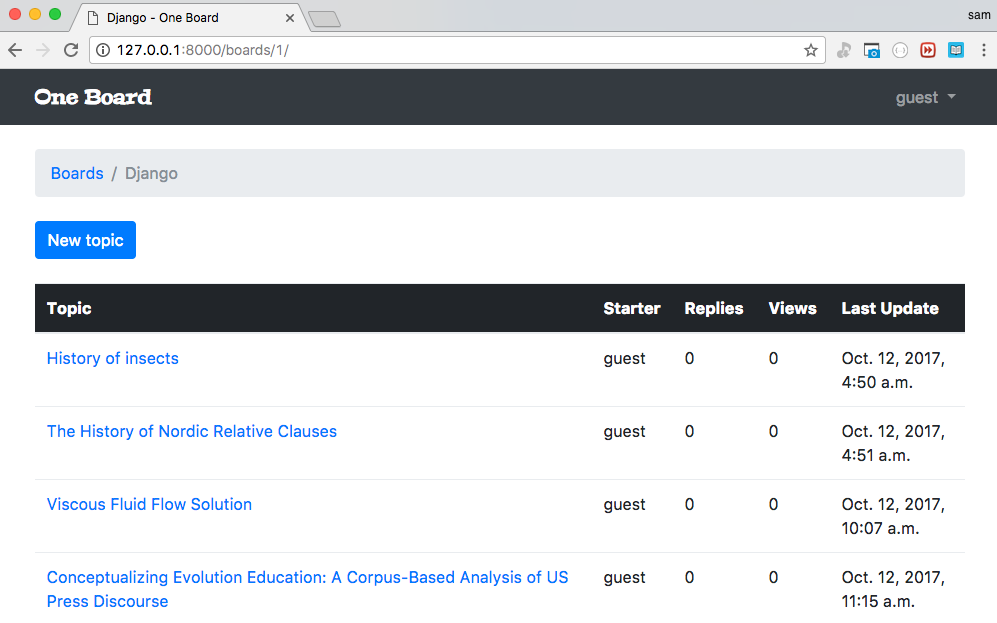 Django - One Board
sam
127.0.0.1:8000/boards/1/
One Board
guest
Boards / Django
New topic
Topic Starter Replies Views Last Update
History of insects guest 0 0 Oct. 12, 2017,
4:50 a.m.
The History of Nordic Relative Clauses guest 0 0 Oct. 12, 2017,
4:51 a.m.
Viscous Fluid Flow Solution guest 0 0 Oct. 12, 2017,
10:07 a.m.
Conceptualizing Evolution Education: A Corpus-Based Analysis of US guest 0 0 Oct. 12, 2017,
Press Discourse 11:15 a.m.